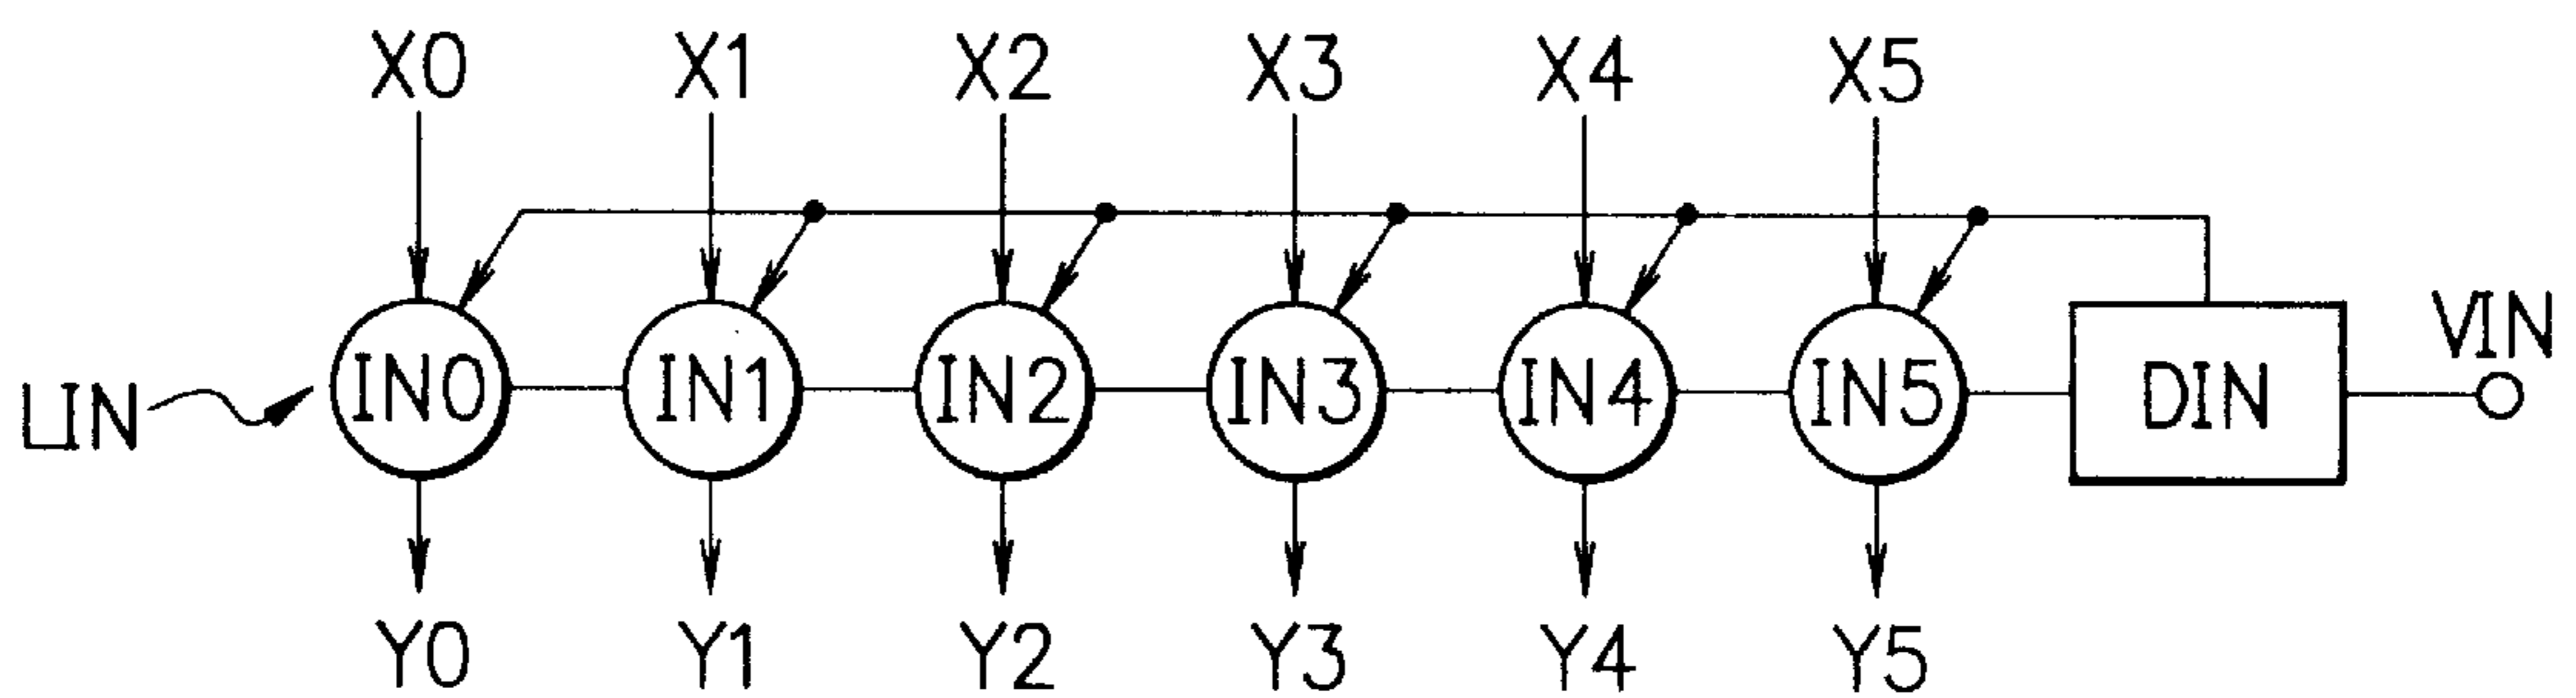 X0 X1 X2 X3 X4 X5
VIN
LIN IN0 IN1 IN2 IN3 IN4 IN5 DIN
Y0 Y1 Y2 Y3 Y4 Y5